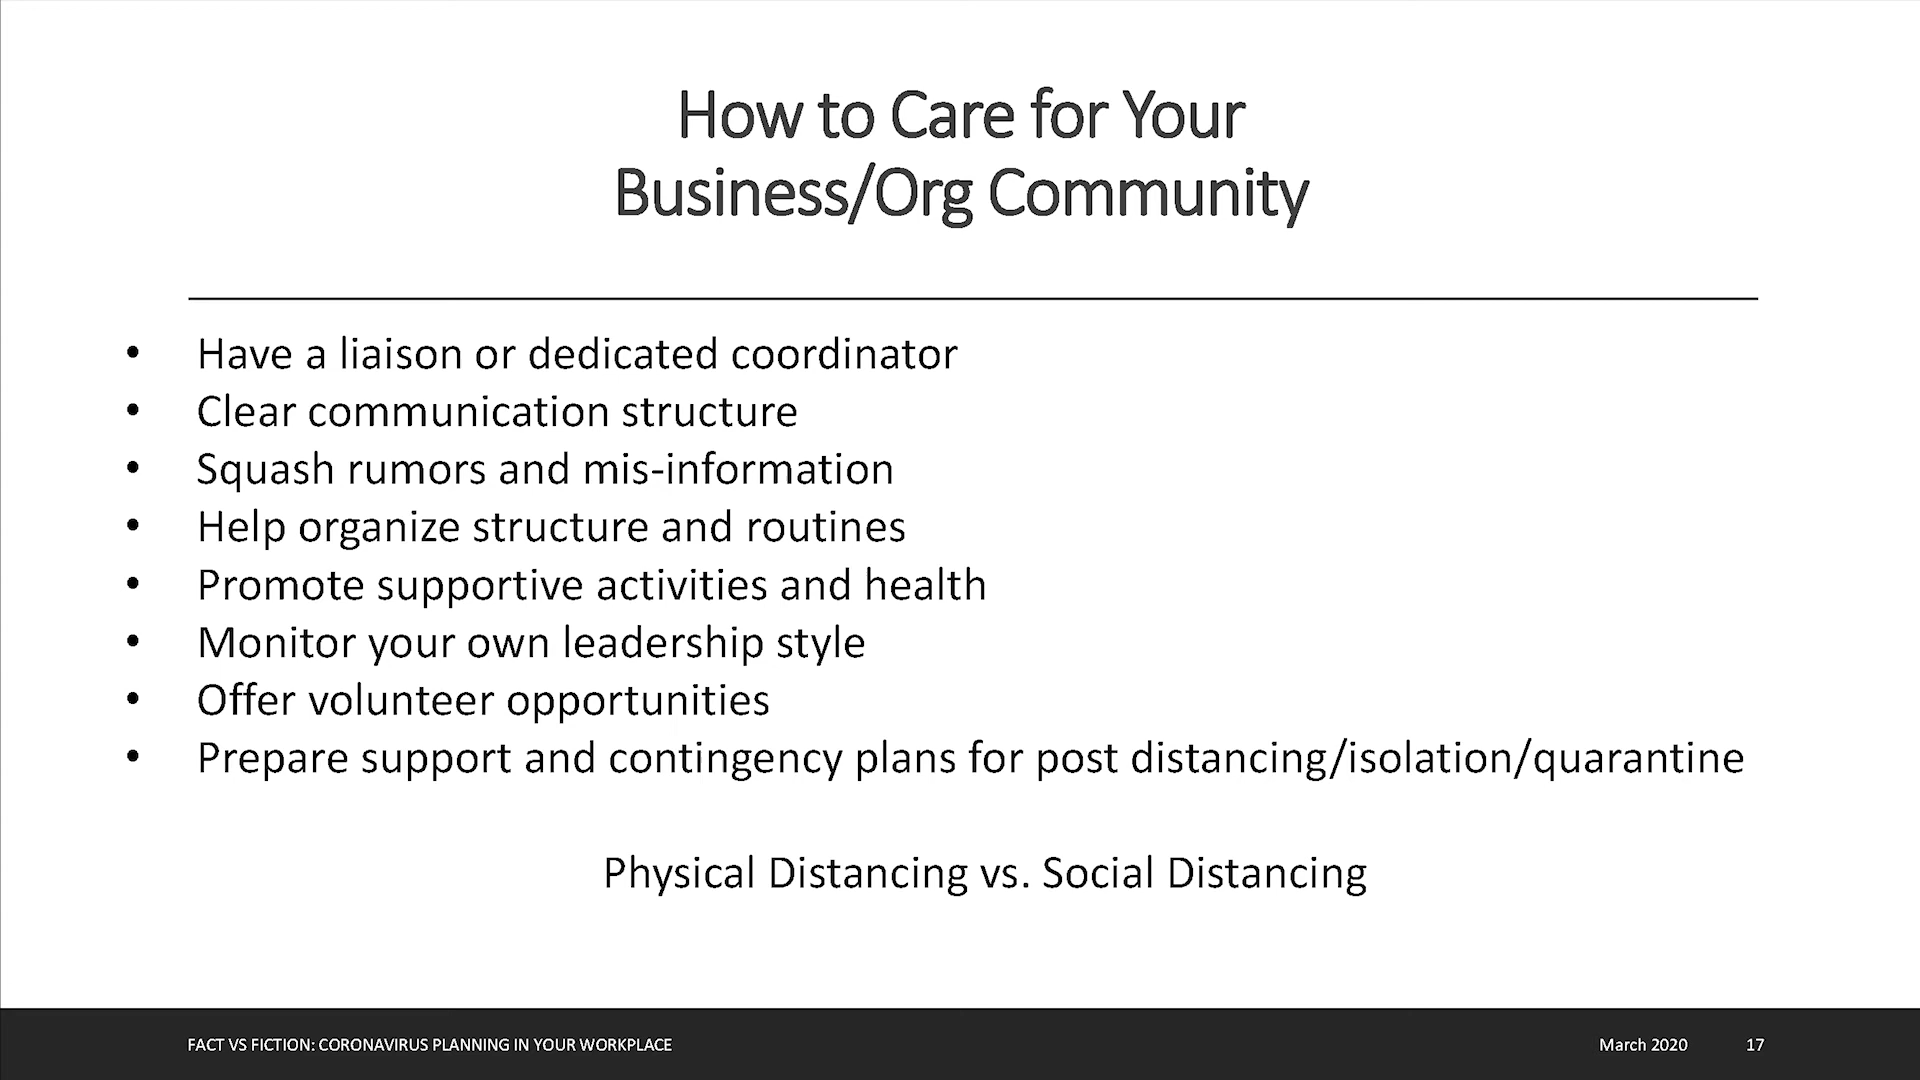 How to Care for Your
Business/Org Community
• Have a liaison or dedicated coordinator
• Clear communication structure
• Squash rumors and mis-information
• Help organize structure and routines
• Promote supportive activities and health
• Monitor your own leadership style
• Offer volunteer opportunities
• Prepare support and contingency plans for post distancing/isolation/quarantine
Physical Distancing vs. Social Distancing
FACT VS FICTION: CORONAVIRUS PLANNING IN YOUR WORKPLACE March 2020 17